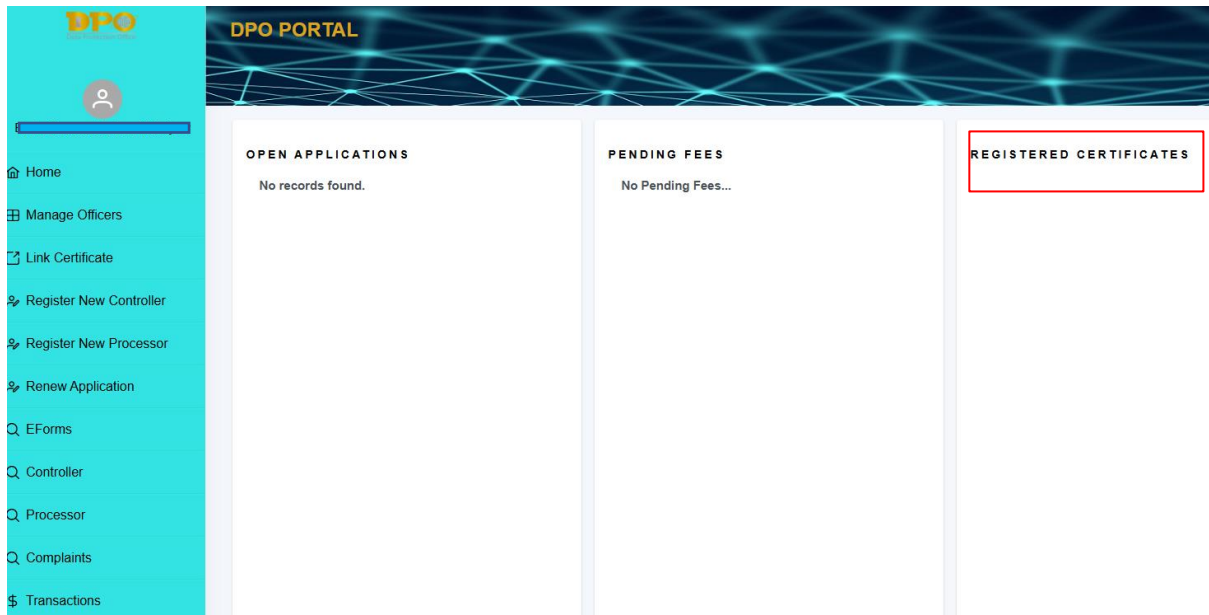 DPO
DPO PORTAL
Home
Manage Officers
Link Certificate
Register New Controller
Register New Processor
Renew Application
EForms
Controller
Processor
Complaints
$ Transactions
OPEN APPLICATIONS
No records found.
PENDING FEES
No Pending Fees...
REGISTERED CERTIFICATES